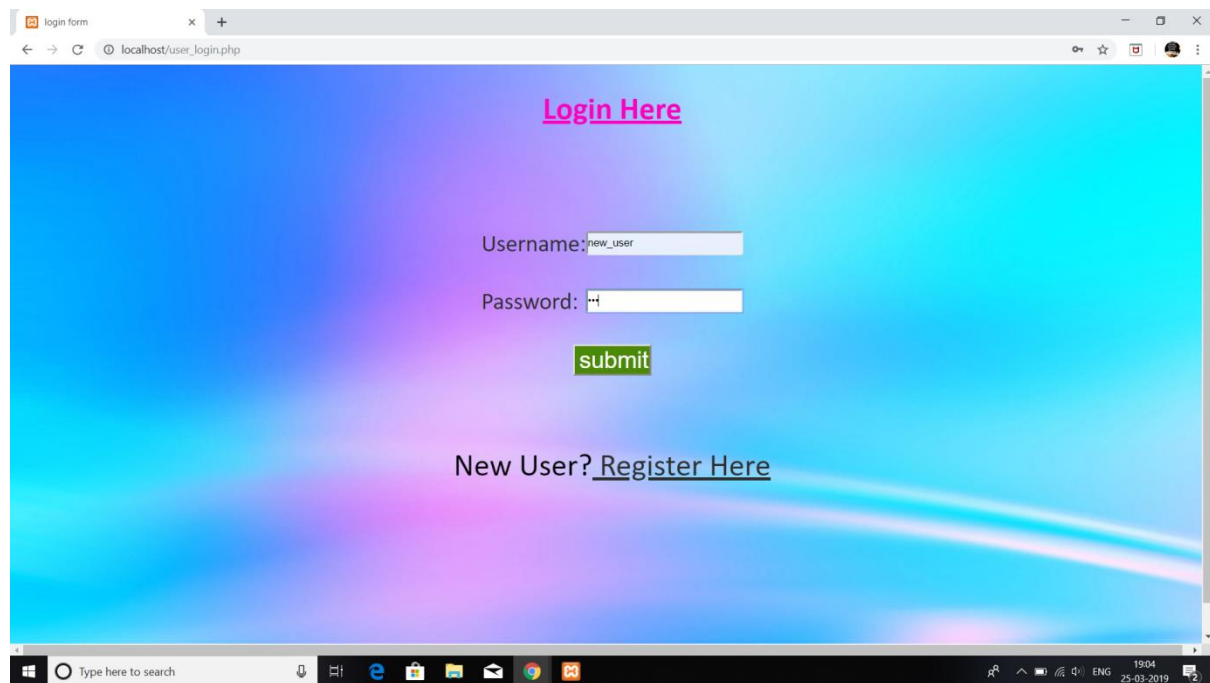 login form
localhost/user_login.php
Login Here
Username: new_user
Password: •••
submit
New User? Register Here
Type here to search
ENG
19:04
25-03-2019
2